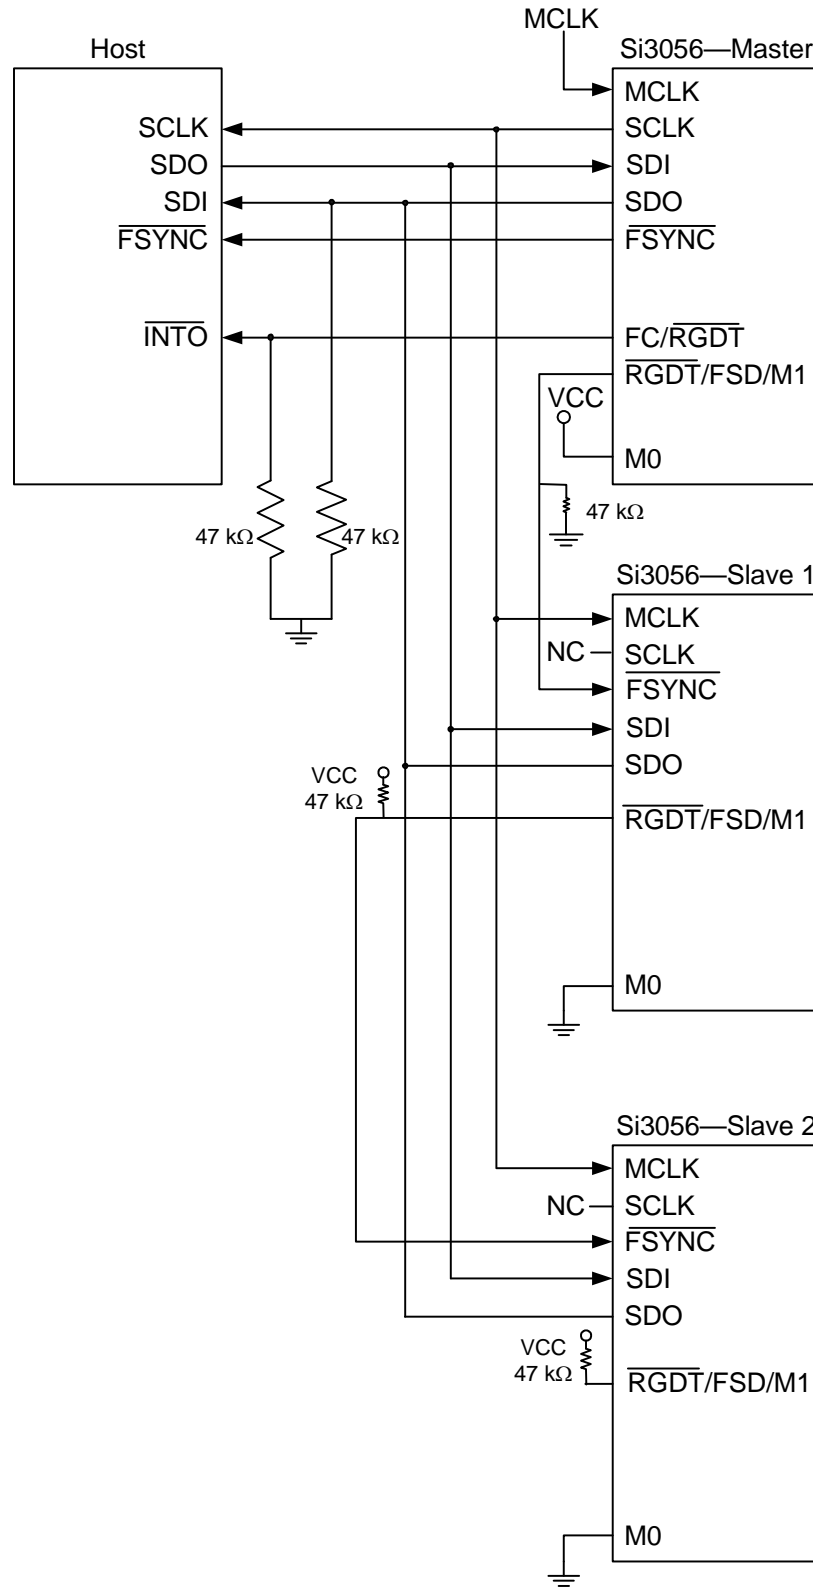 MCLK
Host
Si3056—Master
MCLK
SCLK
SCLK
SDO
SDI
SDI
SDO
FSYNC
FSYNC
INTO
FC/RGDT
RGDT/FSD/M1
VCC
M0
47 kΩ
47 kΩ
47 kΩ
Si3056—Slave 1
MCLK
NC
SCLK
FSYNC
SDI
SDO
VCC
47 kΩ
RGDT/FSD/M1
M0
Si3056—Slave 2
MCLK
NC
SCLK
FSYNC
SDI
SDO
VCC
47 kΩ
RGDT/FSD/M1
M0